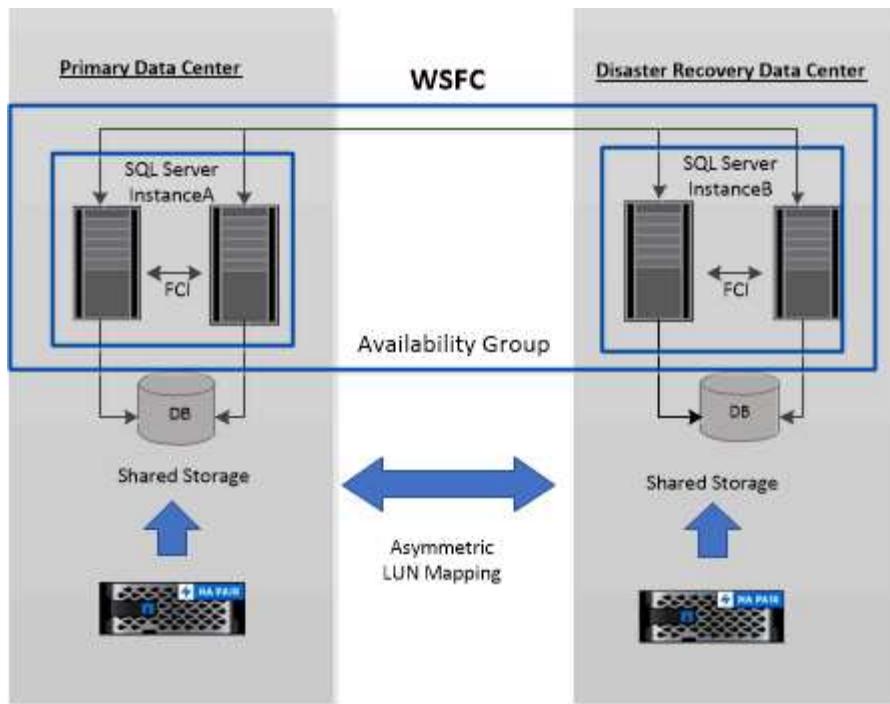 Primary Data Center
WSFC
Disaster Recovery Data Center
SQL Server
InstanceA
FCI
SQL Server
InstanceB
FCI
Availability Group
DB
DB
Shared Storage
Shared Storage
Asymmetric
LUN Mapping
HA PAIR
HA PAIR